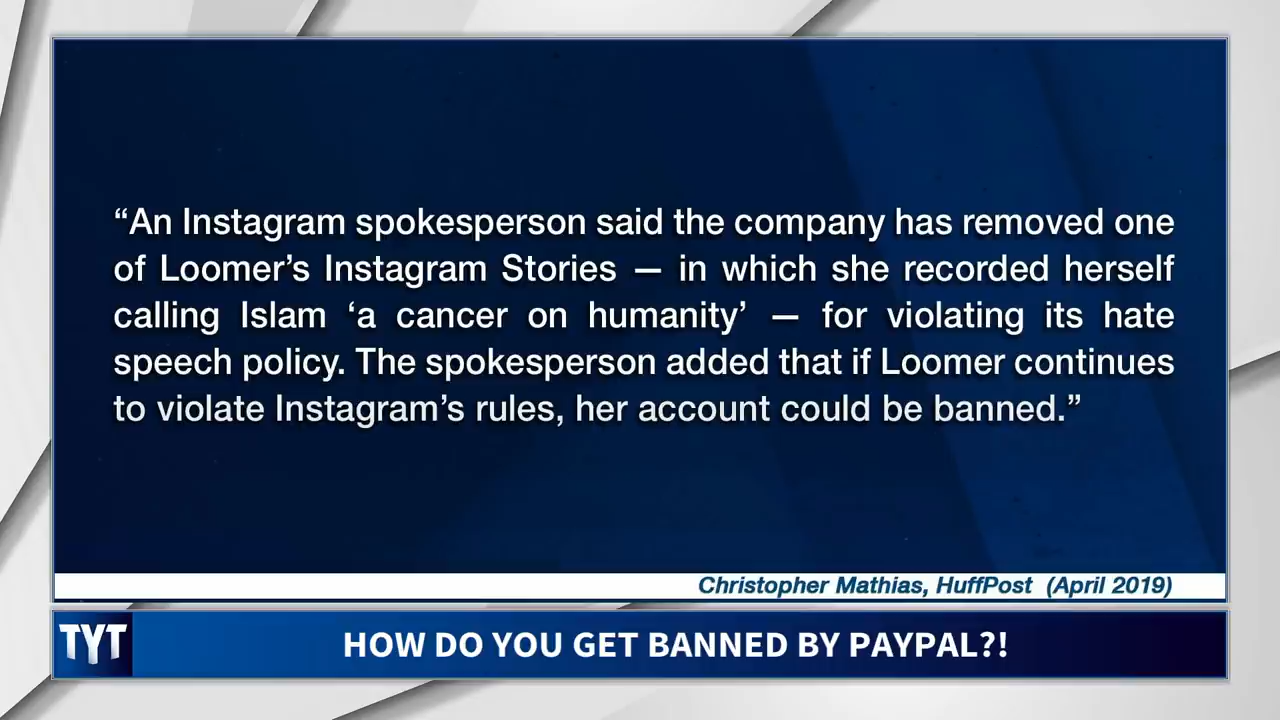 “An Instagram spokesperson said the company has removed one
of Loomer’s Instagram Stories — in which she recorded herself
calling Islam ‘a cancer on humanity’ — for violating its hate
speech policy. The spokesperson added that if Loomer continues
to violate Instagram’s rules, her account could be banned.”
Christopher Mathias, HuffPost (April 2019)
TYT
HOW DO YOU GET BANNED BY PAYPAL?!